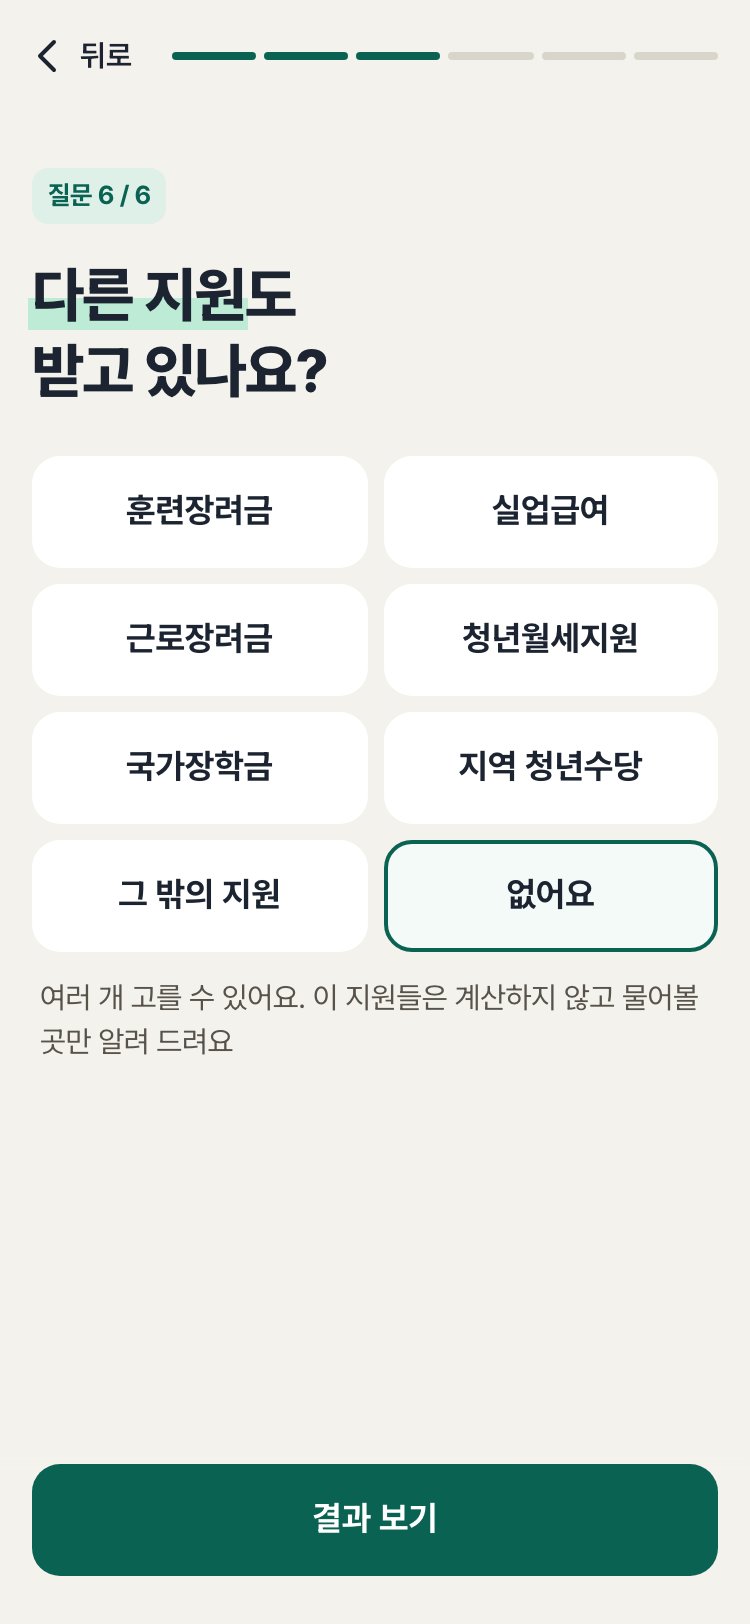 뒤로
질문 6 / 6
다른 지원도
받고 있나요?
훈련장려금
실업급여
근로장려금
청년월세지원
국가장학금
지역 청년수당
그 밖의 지원
없어요
여러 개 고를 수 있어요. 이 지원들은 계산하지 않고 물어볼
곳만 알려 드려요
결과 보기